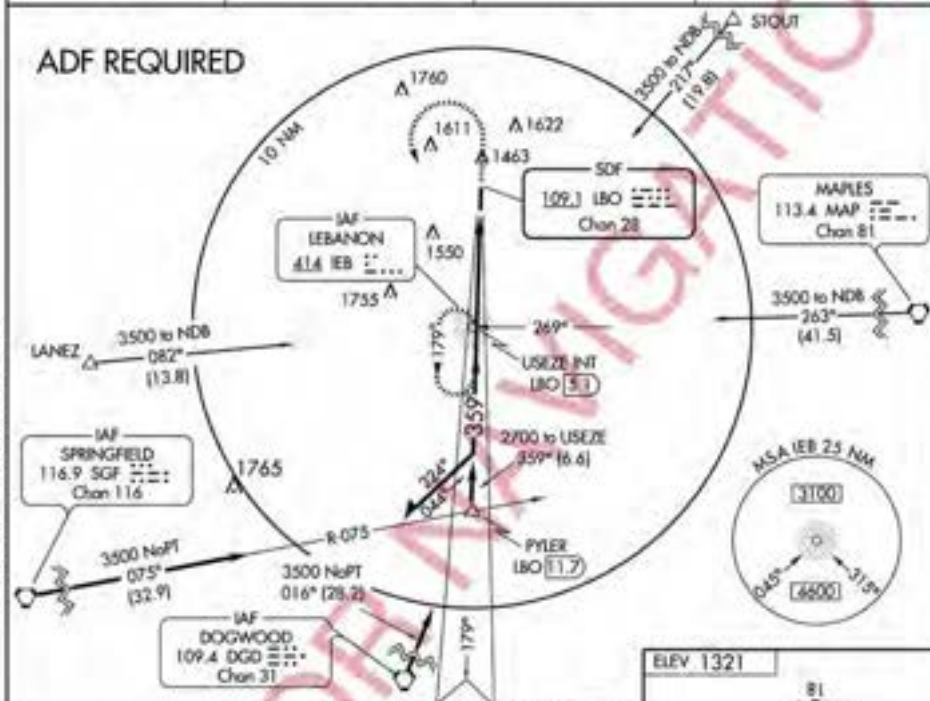 ADF REQUIRED
STOUT
3500 to NDB
217°
(19.8)
10 NM
1760
1611
1622
1463
SDF
109.1 LBO
Chan 28
MAPLES
113.4 MAP
Chan 81
IAF
LEBANON
414 IEB
1550
1755
3500 to NDB
263°
(41.5)
LANEZ
3500 to NDB
082°
(13.8)
179°
269°
USEZE INT
LBO 5.1
359°
2700 to USEZE
359° (6.6)
IAF
SPRINGFIELD
116.9 SGF
Chan 116
1765
224°
044°
MSA IEB 25 NM
3100
045°
315°
6600
3500 NoPT
075°
(32.9)
R-075
PYLER
LBO 11.7
3500 NoPT
016° (28.2)
IAF
DOGWOOD
109.4 DGD
Chan 31
179°
ELEV 1321
NAVIGATIO